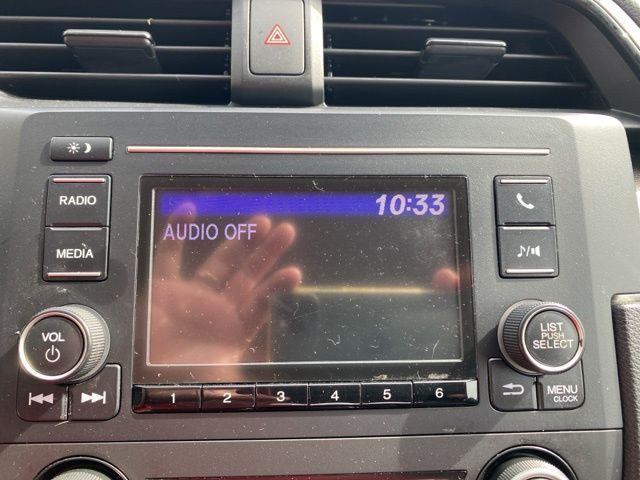 10:33
AUDIO OFF
RADIO
MEDIA
VOL
LIST
PUSH
SELECT
1 2 3 4 5 6
MENU
CLOCK